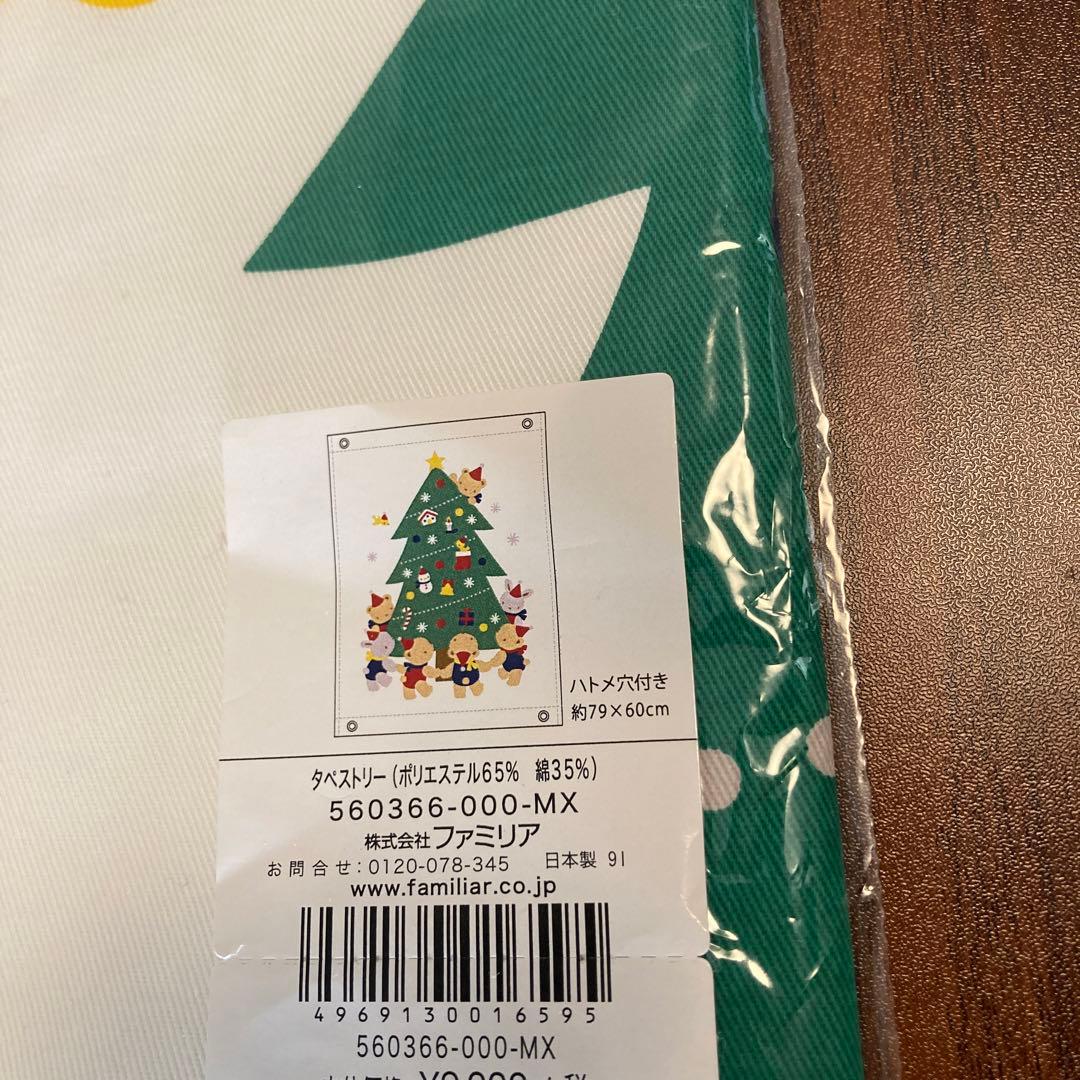 ハトメ穴付き
約79×60cm
タペストリー（ポリエステル65%　綿35%）
560366-000-MX
株式会社ファミリア
お問合せ：0120-078-345　日本製 91
www.familiar.co.jp
4969130016595
560366-000-MX